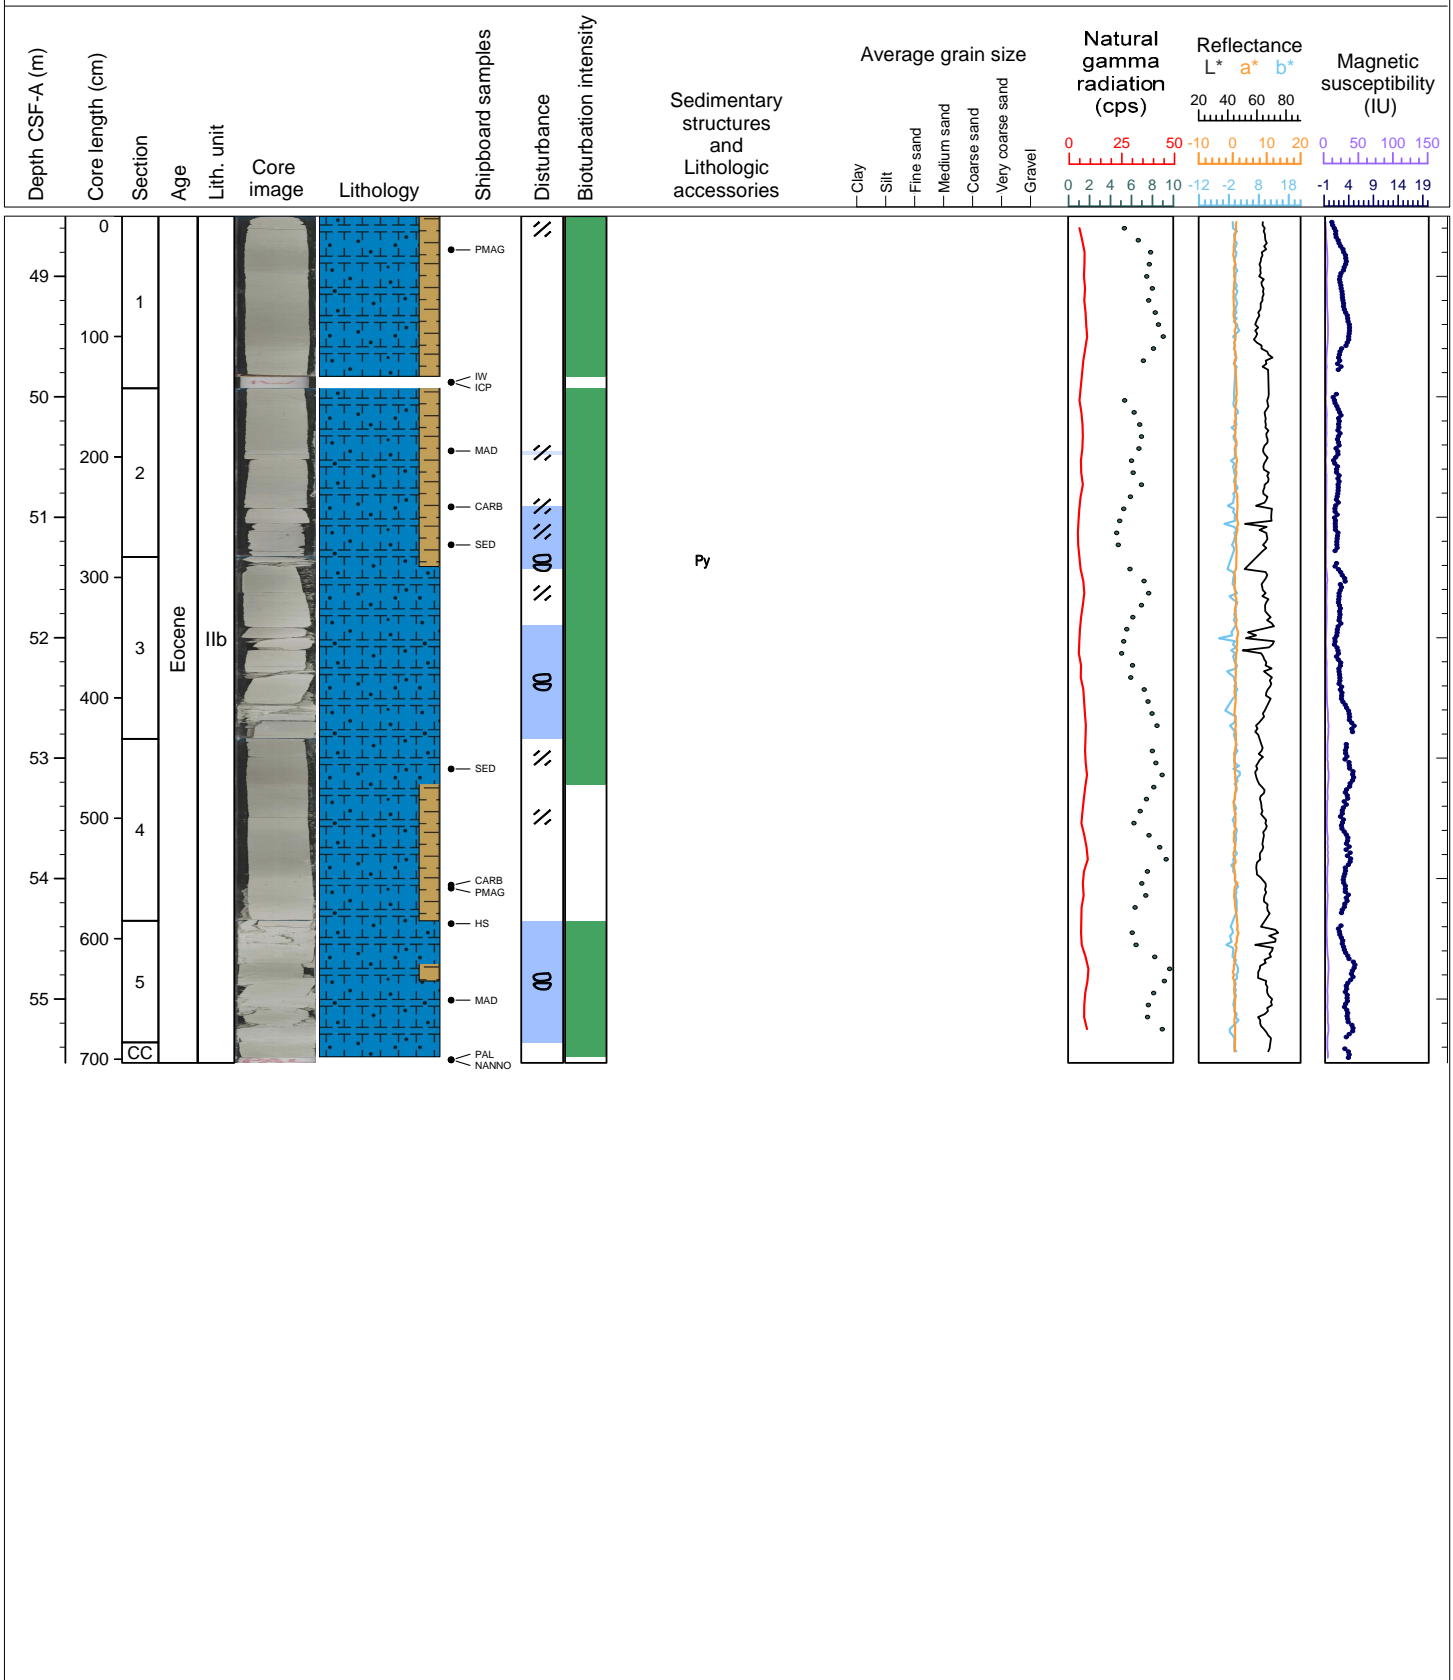 Depth CSF-A (m)
Core length (cm)
Section
Age
Lith. unit
Core
image
Lithology
Shipboard samples
Disturbance
Bioturbation intensity
Sedimentary
structures
and
Lithologic
accessories
Average grain size
Clay
Silt
Fine sand
Medium sand
Coarse sand
Very coarse sand
Gravel
Natural
gamma
radiation
(cps)
0 25 50
0 2 4 6 8 10
Reflectance
L* a* b*
20 40 60 80
-10 0 10 20
-12 -2 8 18
Magnetic
susceptibility
(IU)
0 50 100 150
-1 4 9 14 19
49
50
51
52
53
54
55
0
100
200
300
400
500
600
700
1
2
3
4
5
CC
Eocene
IIb
PMAG
IW
ICP
MAD
CARB
SED
SED
CARB
PMAG
HS
MAD
PAL
NANNO
Py